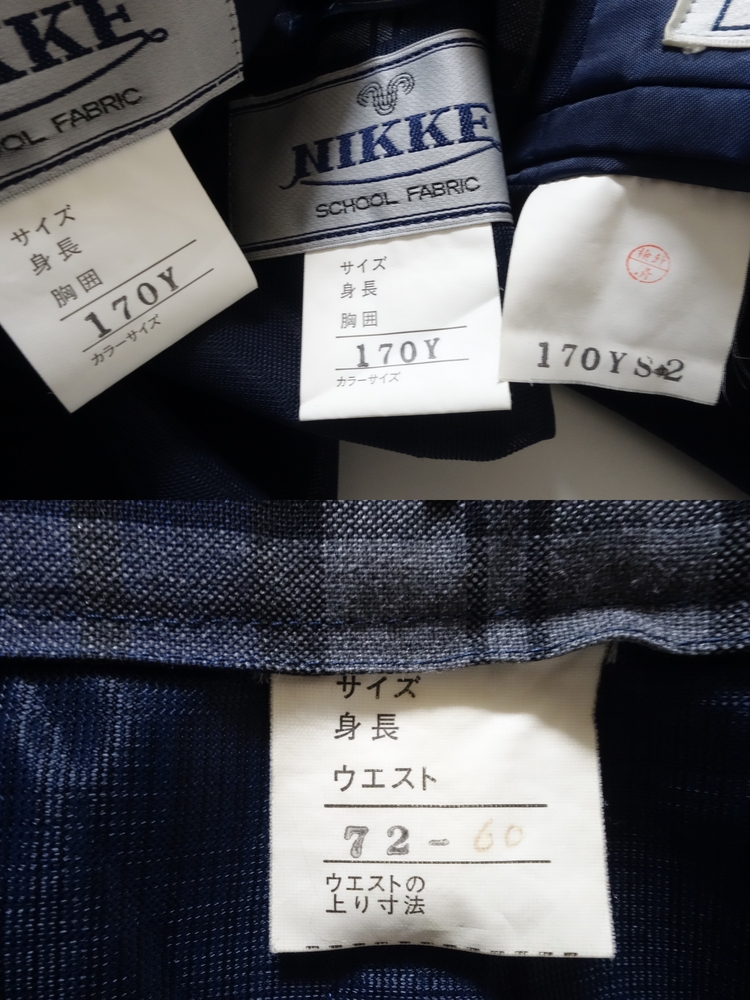 KKE
OOL FABRIC
サイズ
身長
胸囲
170Y
カラーサイズ
NIKKE
SCHOOL FABRIC
サイズ
身長
胸囲
170Y
カラーサイズ
170YS-2
サイズ
身長
ウエスト
72-60
ウエストの
上り寸法